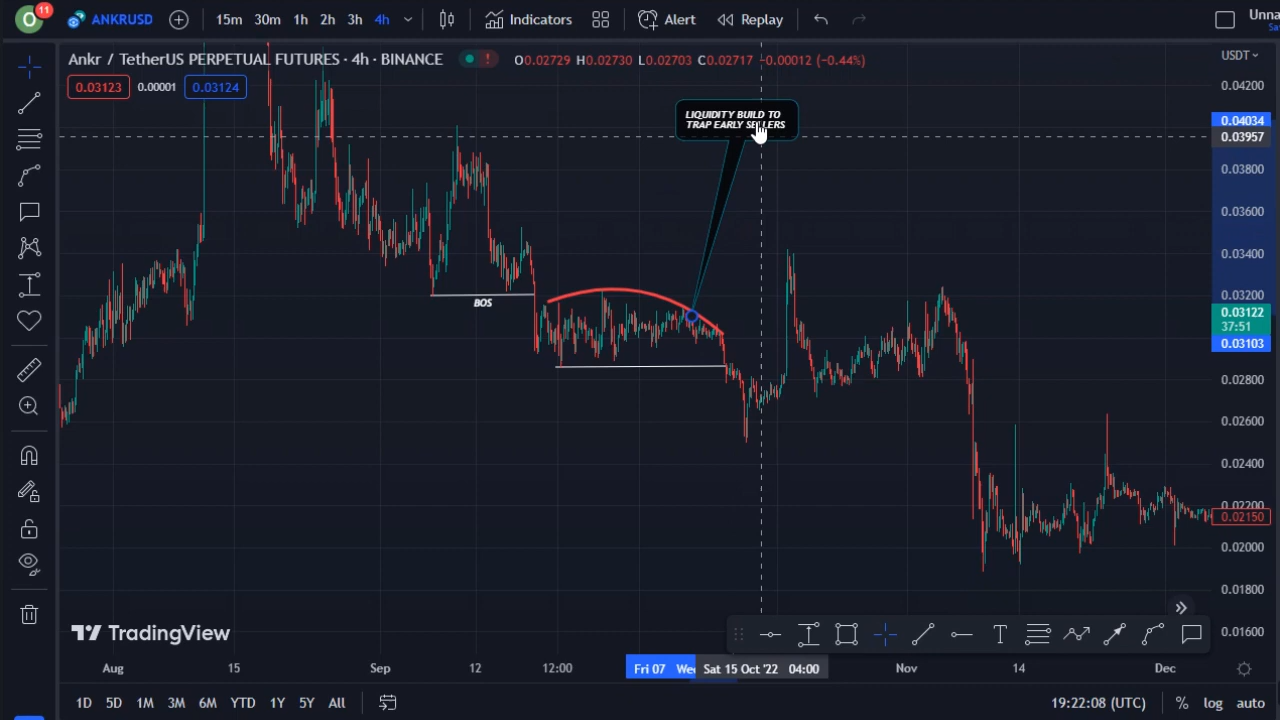 O 11 ANKRUSD 15m 30m 1h 2h 3h 4h Indicators Alert Replay Unna
Sa
Ankr / TetherUS PERPETUAL FUTURES · 4h · BINANCE ! O0.02729 H0.02730 L0.02703 C0.02717 −0.00012 (−0.44%) USDT
0.03123 0.00001 0.03124
0.04200
LIQUIDITY BUILD TO
TRAP EARLY SELLERS
0.04034
0.03957
0.03800
0.03600
0.03400
0.03200
BOS
0.03122
37:51
0.03103
0.02800
0.02600
0.02400
0.02200
0.02150
0.02000
0.01800
0.01600
TradingView
Aug 15 Sep 12 12:00 Fri 07 We Sat 15 Oct '22 04:00 Nov 14 Dec
1D 5D 1M 3M 6M YTD 1Y 5Y All 19:22:08 (UTC) % log auto